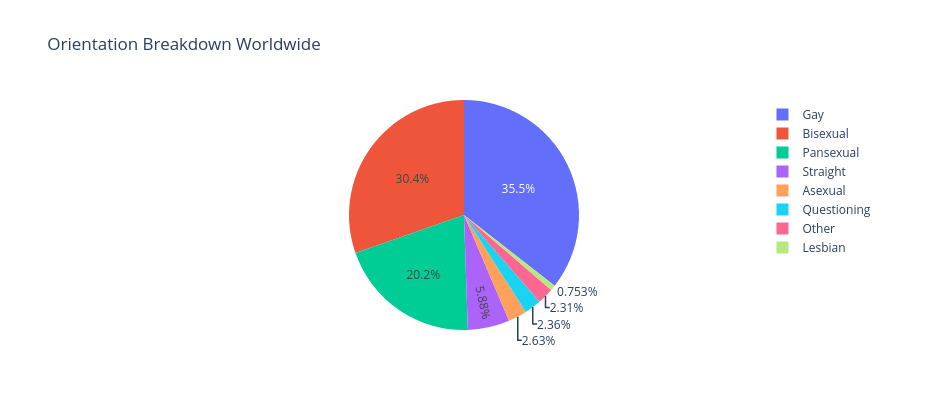 Orientation Breakdown Worldwide
35.5%
30.4%
20.2%
5.88%
2.63%
2.36%
2.31%
0.753%
Gay
Bisexual
Pansexual
Straight
Asexual
Questioning
Other
Lesbian